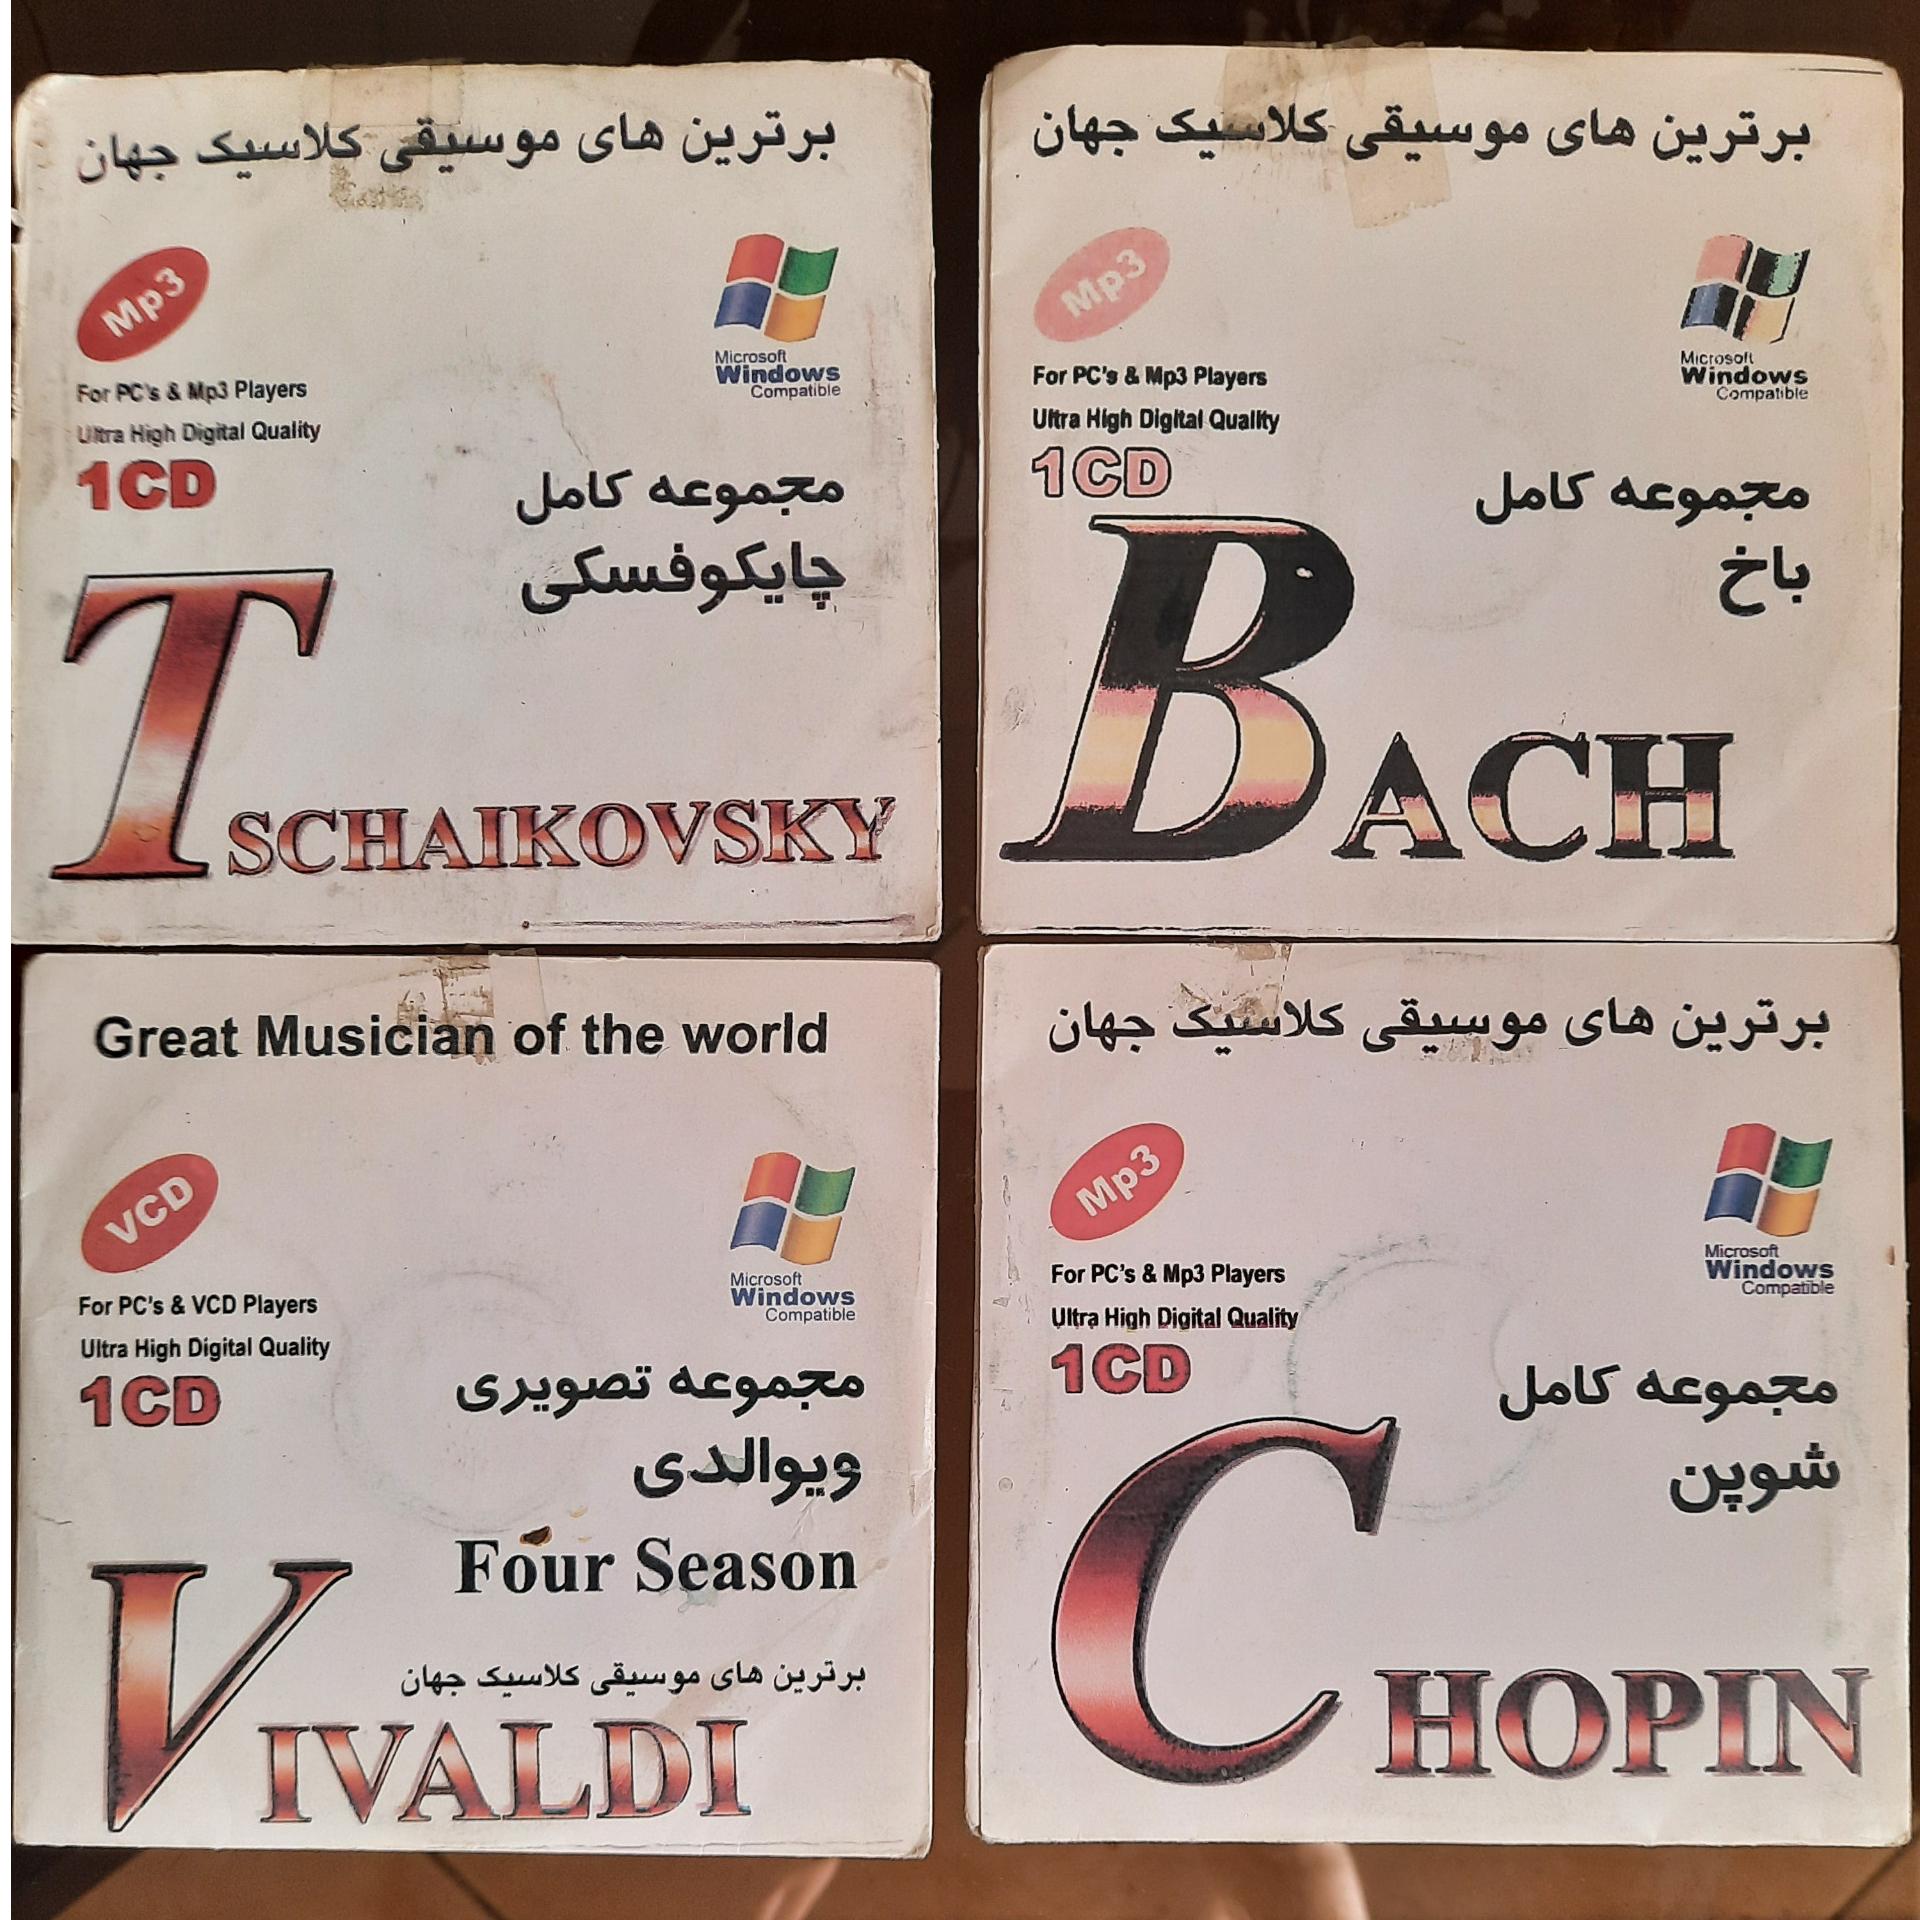 برترین های موسیقی کلاسیک جهان
Mp3
Microsoft
Windows
Compatible
For PC's & Mp3 Players
Ultra High Digital Quality
1CD
مجموعه کامل
چایکوفسکی
TSCHAIKOVSKY
برترین های موسیقی کلاسیک جهان
Mp3
Microsoft
Windows
Compatible
For PC's & Mp3 Players
Ultra High Digital Quality
1CD
مجموعه کامل
باخ
BACH
Great Musician of the world
VCD
Microsoft
Windows
Compatible
For PC's & VCD Players
Ultra High Digital Quality
1CD
مجموعه تصویری
ویوالدی
Four Season
برترین های موسیقی کلاسیک جهان
VIVALDI
برترین های موسیقی کلاسیک جهان
Mp3
Microsoft
Windows
Compatible
For PC's & Mp3 Players
Ultra High Digital Quality
1CD
مجموعه کامل
شوپن
CHOPIN